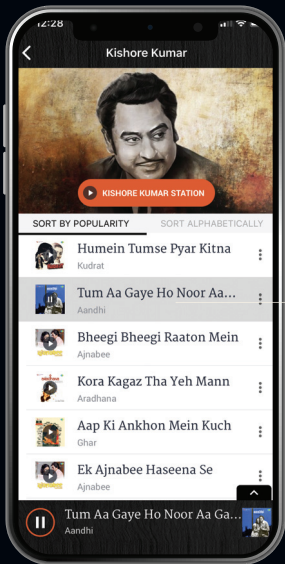 12:28
Kishore Kumar
KISHORE KUMAR STATION
SORT BY POPULARITY
SORT ALPHABETICALLY
Humein Tumse Pyar Kitna
Kudrat
Tum Aa Gaye Ho Noor Aa...
Aandhi
Bheegi Bheegi Raaton Mein
Ajnabee
Kora Kagaz Tha Yeh Mann
Aradhana
Aap Ki Ankhon Mein Kuch
Ghar
Ek Ajnabee Haseena Se
Ajnabee
Tum Aa Gaye Ho Noor Aa Ga...
Aandhi